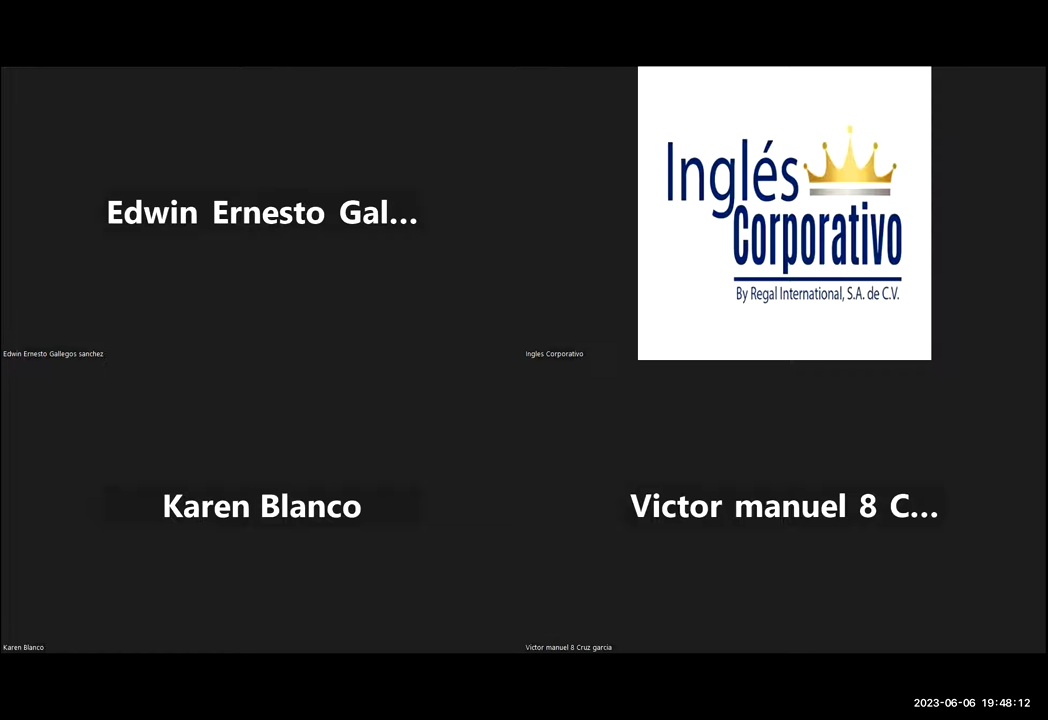 Edwin Ernesto Gal...
Edwin Ernesto Gallegos sanchez
Inglés
Corporativo
By Regal International, S.A. de C.V.
Ingles Corporativo
Karen Blanco
Karen Blanco
Victor manuel 8 C...
Victor manuel 8 Cruz garcia
2023-06-06 19:48:12